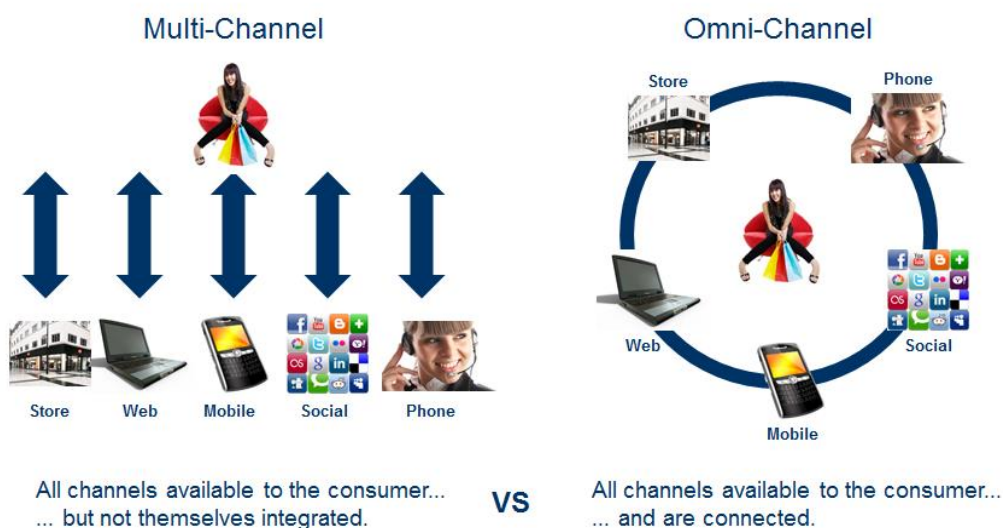 Multi-Channel
Omni-Channel
Store
Phone
Web
Social
Mobile
Store
Web
Mobile
Social
Phone
All channels available to the consumer...
... but not themselves integrated.
VS
All channels available to the consumer...
... and are connected.